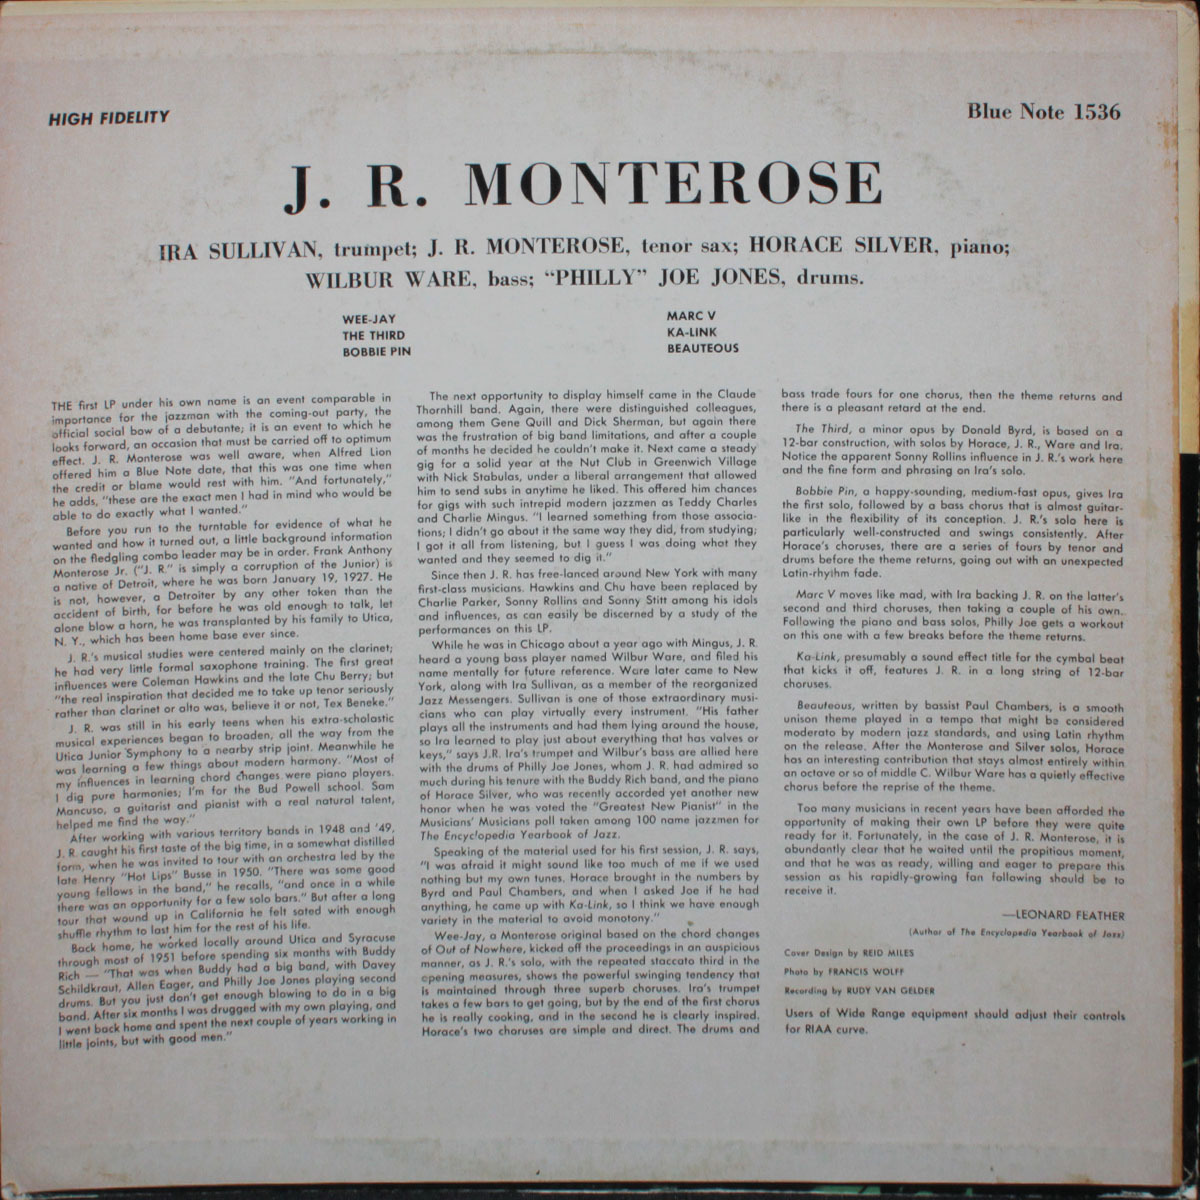 HIGH FIDELITY
Blue Note 1536
J. R. MONTEROSE
IRA SULLIVAN, trumpet; J. R. MONTEROSE, tenor sax; HORACE SILVER, piano;
WILBUR WARE, bass; “PHILLY” JOE JONES, drums.
WEE-JAY
THE THIRD
BOBBIE PIN
MARC V
KA-LINK
BEAUTEOUS
THE first LP under his own name is an event comparable in
importance for the jazzman with the coming-out party, the
official social bow of a debutante; it is an event to which he
looks forward, an occasion that must be carried off to optimum
effect. J. R. Monterose was well aware, when Alfred Lion
offered him a Blue Note date, that this was one time when
the credit or blame would rest with him. "And fortunately,"
he adds, "these are the exact men I had in mind who would be
able to do exactly what I wanted."
Before you run to the turntable for evidence of what he
wanted and how it turned out, a little background information
on the fledgling combo leader may be in order. Frank Anthony
Monterose Jr. ("J. R." is simply a corruption of the Junior) is
a native of Detroit, where he was born January 19, 1927. He
is not, however, a Detroiter by any other token than the
accident of birth, for before he was old enough to talk, let
alone blow a horn, he was transplanted by his family to Utica,
N. Y., which has been home base ever since.
J. R.'s musical studies were centered mainly on the clarinet;
he had very little formal saxophone training. The first great
influences were Coleman Hawkins and the late Chu Berry; but
"the real inspiration that decided me to take up tenor seriously
rather than clarinet or alto was, believe it or not, Tex Beneke."
J. R. was still in his early teens when his extra-scholastic
musical experiences began to broaden, all the way from the
Utica Junior Symphony to a nearby strip joint. Meanwhile he
was learning a few things about modern harmony. "Most of
my influences in learning chord changes were piano players.
I dig pure harmonies; I'm for the Bud Powell school. Sam
Mancuso, a guitarist and pianist with a real natural talent,
helped me find the way."
After working with various territory bands in 1948 and '49,
J. R. caught his first taste of the big time, in a somewhat distilled
form, when he was invited to tour with an orchestra led by the
late Henry "Hot Lips" Busse in 1950. "There was some good
young fellows in the band," he recalls, "and once in a while
there was an opportunity for a few solo bars." But after a long
tour that wound up in California he felt sated with enough
shuffle rhythm to last him for the rest of his life.
Back home, he worked locally around Utica and Syracuse
through most of 1951 before spending six months with Buddy
Rich — "That was when Buddy had a big band, with Davey
Schildkraut, Allen Eager, and Philly Joe Jones playing second
drums. But you just don't get enough blowing to do in a big
band. After six months I was drugged with my own playing, and
I went back home and spent the next couple of years working in
little joints, but with good men."
The next opportunity to display himself came in the Claude
Thornhill band. Again, there were distinguished colleagues,
among them Gene Quill and Dick Sherman, but again there
was the frustration of big band limitations, and after a couple
of months he decided he couldn't make it. Next came a steady
gig for a solid year at the Nut Club in Greenwich Village
with Nick Stabulas, under a liberal arrangement that allowed
him to send subs in anytime he liked. This offered him chances
for gigs with such intrepid modern jazzmen as Teddy Charles
and Charlie Mingus. "I learned something from those associa-
tions; I didn't go about it the same way they did, from studying;
I got it all from listening, but I guess I was doing what they
wanted and they seemed to dig it."
Since then J. R. has free-lanced around New York with many
first-class musicians. Hawkins and Chu have been replaced by
Charlie Parker, Sonny Rollins and Sonny Stitt among his idols
and influences, as can easily be discerned by a study of the
performances on this LP.
While he was in Chicago about a year ago with Mingus, J. R.
heard a young bass player named Wilbur Ware, and filed his
name mentally for future reference. Ware later came to New
York, along with Ira Sullivan, as a member of the reorganized
Jazz Messengers. Sullivan is one of those extraordinary musi-
cians who can play virtually every instrument. "His father
plays all the instruments and had them lying around the house,
so Ira learned to play just about everything that has valves or
keys," says J.R. Ira's trumpet and Wilbur's bass are allied here
with the drums of Philly Joe Jones, whom J. R. had admired so
much during his tenure with the Buddy Rich band, and the piano
of Horace Silver, who was recently accorded yet another new
honor when he was voted the "Greatest New Pianist" in the
Musicians' Musicians poll taken among 100 name jazzmen for
The Encyclopedia Yearbook of Jazz.
Speaking of the material used for his first session, J. R. says,
"I was afraid it might sound like too much of me if we used
nothing but my own tunes. Horace brought in the numbers by
Byrd and Paul Chambers, and when I asked Joe if he had
anything, he came up with Ka-Link, so I think we have enough
variety in the material to avoid monotony."
Wee-Jay, a Monterose original based on the chord changes
of Out of Nowhere, kicked off the proceedings in an auspicious
manner, as J. R.'s solo, with the repeated staccato third in the
opening measures, shows the powerful swinging tendency that
is maintained through three superb choruses. Ira's trumpet
takes a few bars to get going, but by the end of the first chorus
he is really cooking, and in the second he is clearly inspired.
Horace's two choruses are simple and direct. The drums and
bass trade fours for one chorus, then the theme returns and
there is a pleasant retard at the end.
The Third, a minor opus by Donald Byrd, is based on a
12-bar construction, with solos by Horace, J. R., Ware and Ira.
Notice the apparent Sonny Rollins influence in J. R.'s work here
and the fine form and phrasing on Ira's solo.
Bobbie Pin, a happy-sounding, medium-fast opus, gives Ira
the first solo, followed by a bass chorus that is almost guitar-
like in the flexibility of its conception. J. R.'s solo here is
particularly well-constructed and swings consistently. After
Horace's choruses, there are a series of fours by tenor and
drums before the theme returns, going out with an unexpected
Latin-rhythm fade.
Marc V moves like mad, with Ira backing J. R. on the latter's
second and third choruses, then taking a couple of his own.
Following the piano and bass solos, Philly Joe gets a workout
on this one with a few breaks before the theme returns.
Ka-Link, presumably a sound effect title for the cymbal beat
that kicks it off, features J. R. in a long string of 12-bar
choruses.
Beauteous, written by bassist Paul Chambers, is a smooth
unison theme played in a tempo that might be considered
moderato by modern jazz standards, and using Latin rhythm
on the release. After the Monterose and Silver solos, Horace
has an interesting contribution that stays almost entirely within
an octave or so of middle C. Wilbur Ware has a quietly effective
chorus before the reprise of the theme.
Too many musicians in recent years have been afforded the
opportunity of making their own LP before they were quite
ready for it. Fortunately, in the case of J. R. Monterose, it is
abundantly clear that he waited until the propitious moment,
and that he was as ready, willing and eager to prepare this
session as his rapidly-growing fan following should be to
receive it.
—LEONARD FEATHER
(Author of The Encyclopedia Yearbook of Jazz)
Cover Design by REID MILES
Photo by FRANCIS WOLFF
Recording by RUDY VAN GELDER
Users of Wide Range equipment should adjust their controls
for RIAA curve.